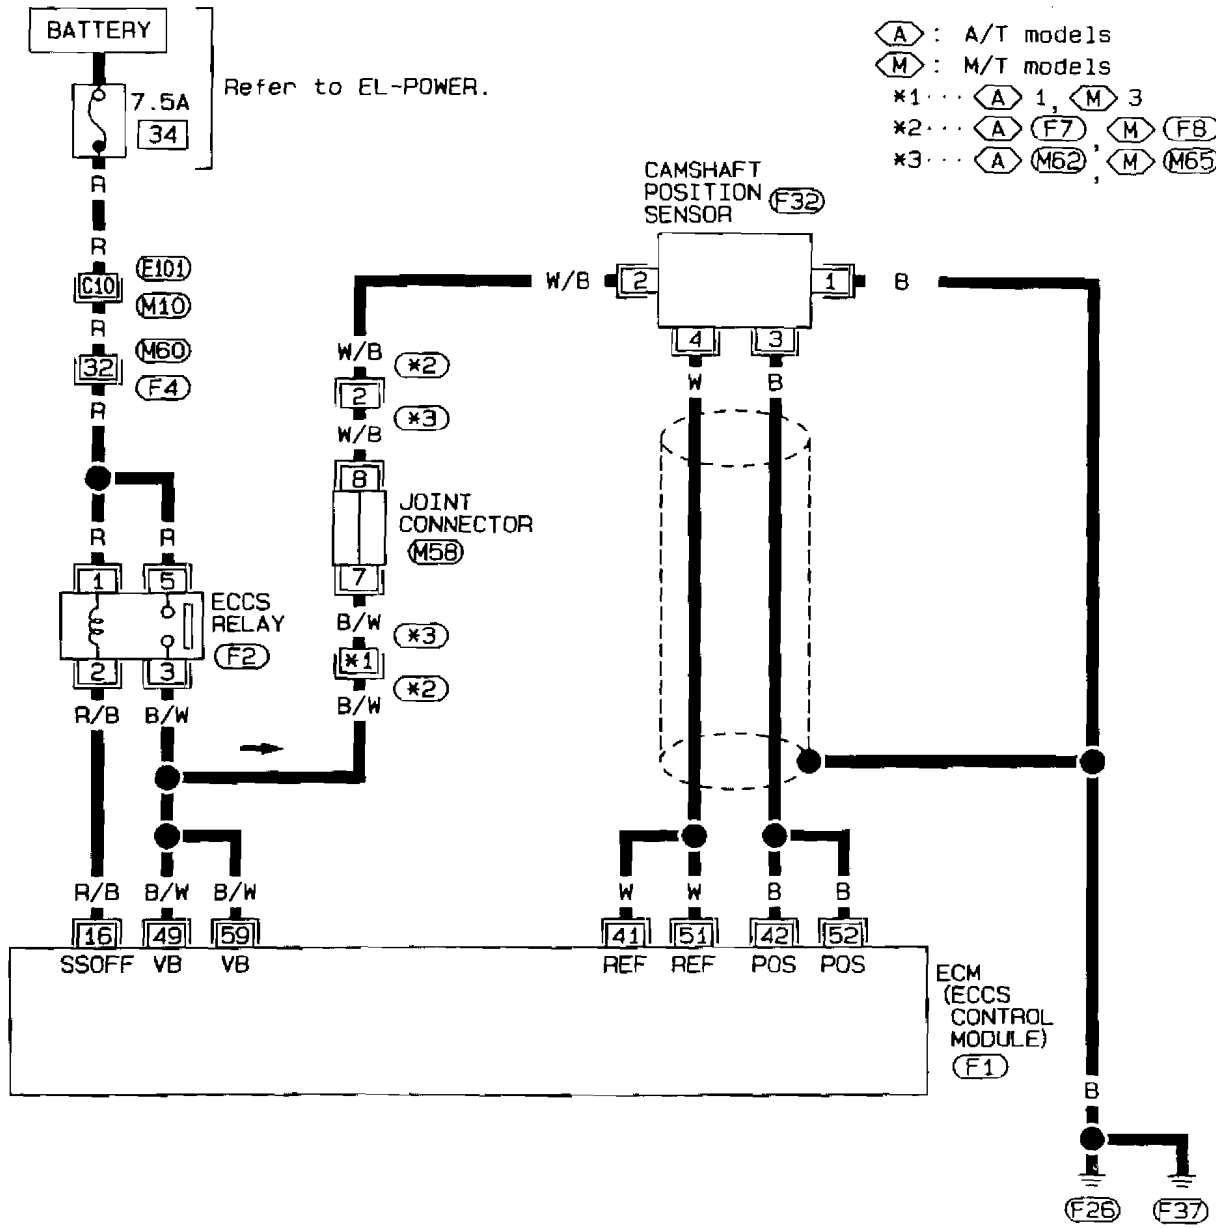 BATTERY
Refer to EL-POWER.
7.5A
34
A : A/T models
M : M/T models
*1··· A 1, M 3
*2··· A F7, M F8
*3··· A M62, M M65
R
R
E101
C10
M10
R
M60
32
F4
R
R
R
1
5
ECCS
RELAY
F2
2
3
R/B
B/W
CAMSHAFT
POSITION
SENSOR
F32
W/B
2
1
B
4
3
W
B
W/B
*2
2
*3
W/B
8
JOINT
CONNECTOR
M58
7
B/W
*3
*1
*2
B/W
R/B
B/W
B/W
W
W
B
B
16
49
59
41
51
42
52
SSOFF
VB
VB
REF
REF
POS
POS
ECM
(ECCS
CONTROL
MODULE)
F1
B
F26
F37